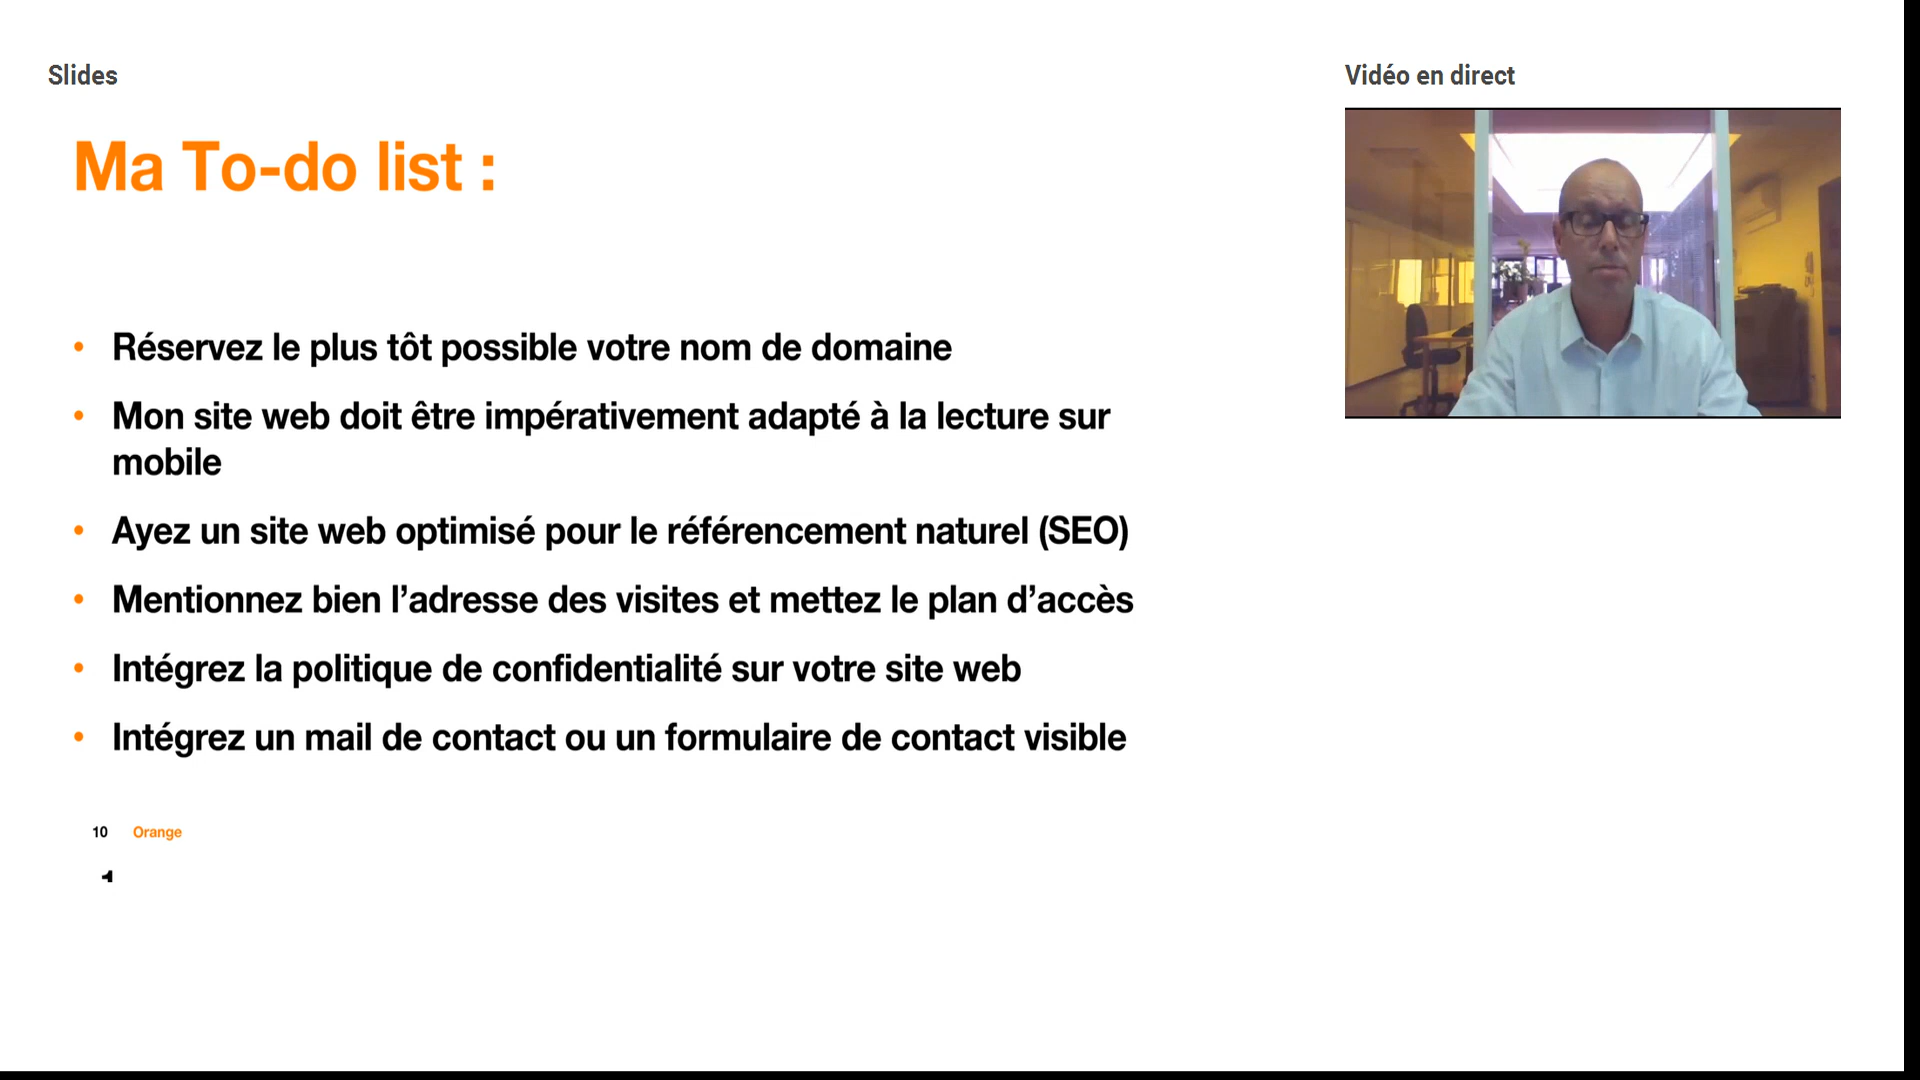 Slides
Vidéo en direct
Ma To-do list :
• Réservez le plus tôt possible votre nom de domaine
• Mon site web doit être impérativement adapté à la lecture sur
mobile
• Ayez un site web optimisé pour le référencement naturel (SEO)
• Mentionnez bien l’adresse des visites et mettez le plan d’accès
• Intégrez la politique de confidentialité sur votre site web
• Intégrez un mail de contact ou un formulaire de contact visible
10 Orange